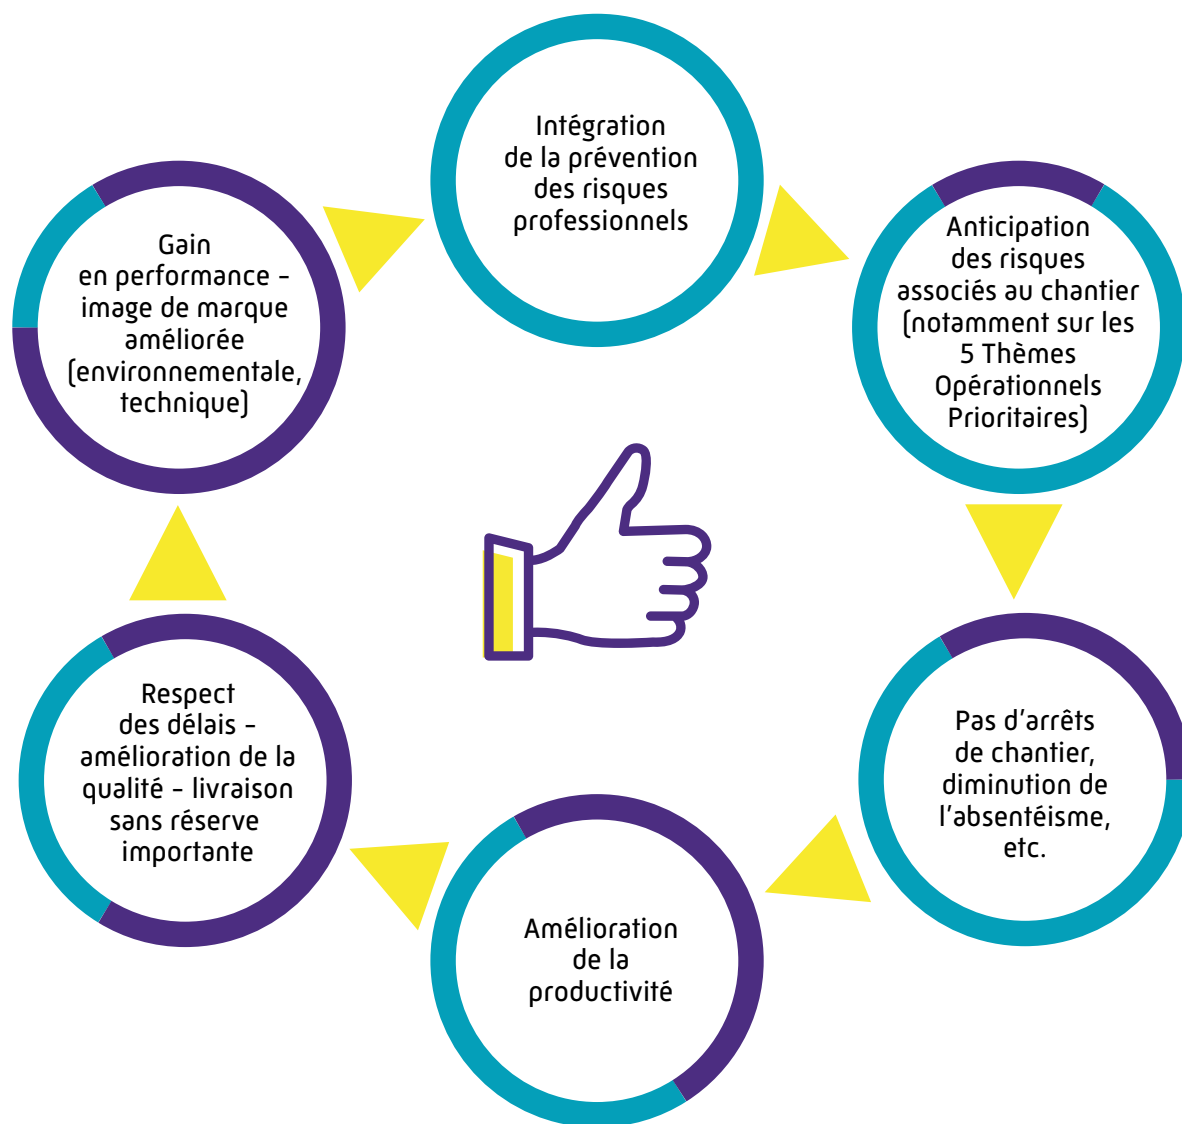 Intégration
de la prévention
des risques
professionnels
Anticipation
des risques
associés au chantier
(notamment sur les
5 Thèmes
Opérationnels
Prioritaires)
Pas d’arrêts
de chantier,
diminution de
l’absentéisme,
etc.
Amélioration
de la
productivité
Respect
des délais –
amélioration de la
qualité – livraison
sans réserve
importante
Gain
en performance –
image de marque
améliorée
(environnementale,
technique)